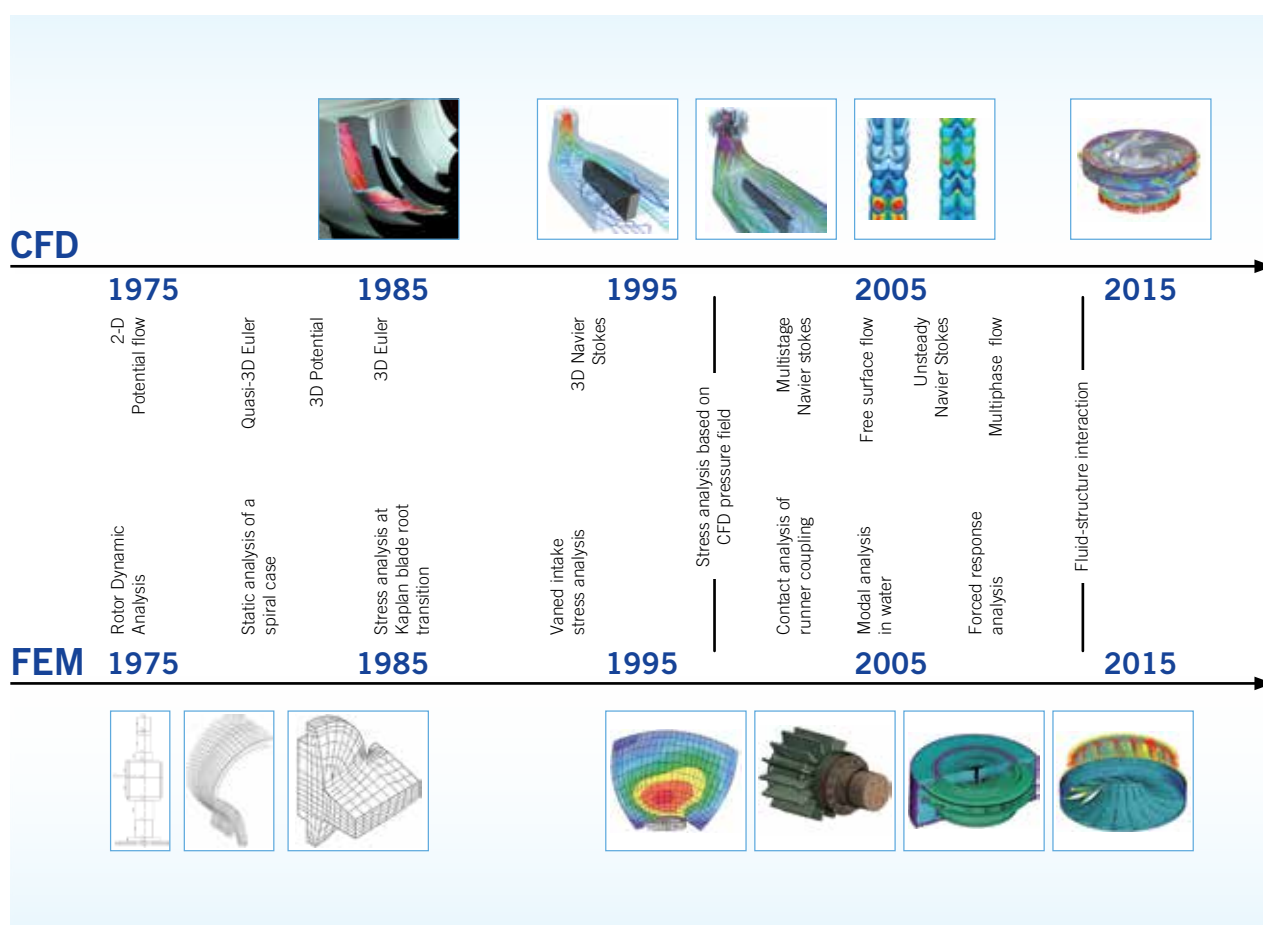 CFD
1975
1985
1995
2005
2015
2-D
Potential flow
Quasi-3D Euler
3D Potential
3D Euler
3D Navier
Stokes
Stress analysis based on
CFD pressure field
Multistage
Navier stokes
Free surface flow
Unsteady
Navier Stokes
Multiphase flow
Fluid-structure interaction
Rotor Dynamic
Analysis
Static analysis of a
spiral case
Stress analysis at
Kaplan blade root
transition
Vaned intake
stress analysis
Contact analysis of
runner coupling
Modal analysis
in water
Forced response
analysis
FEM
1975
1985
1995
2005
2015